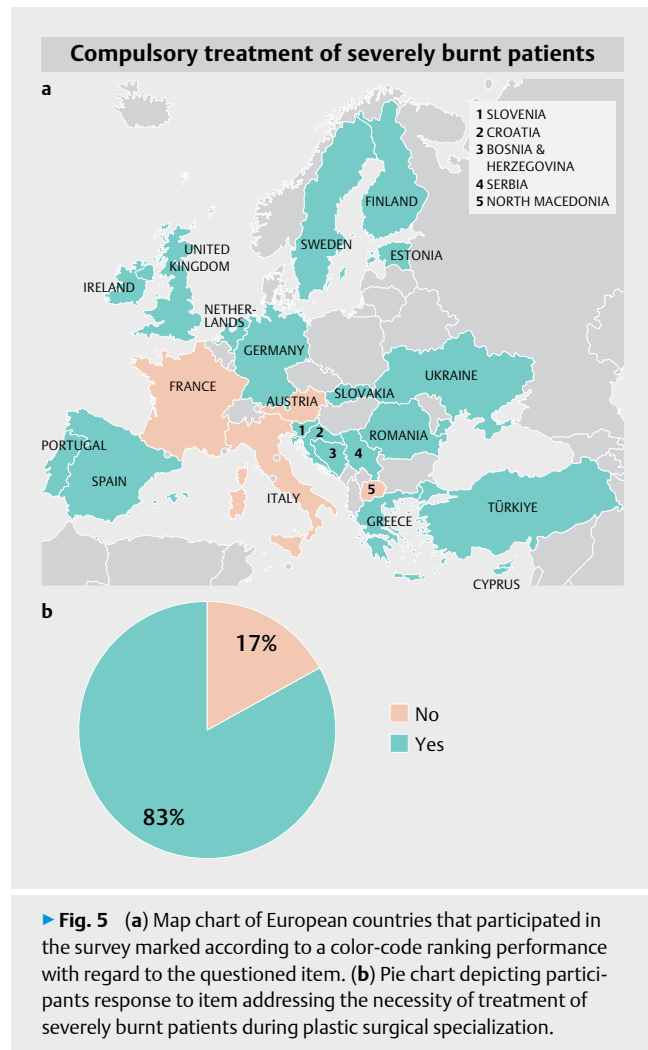 Compulsory treatment of severely burnt patients
a
1 SLOVENIA
2 CROATIA
3 BOSNIA &
HERZEGOVINA
4 SERBIA
5 NORTH MACEDONIA
FINLAND
SWEDEN
ESTONIA
UNITED
KINGDOM
IRELAND
NETHER-
LANDS
GERMANY
UKRAINE
SLOVAKIA
FRANCE
AUSTRIA
1
2
ROMANIA
3
4
PORTUGAL
SPAIN
ITALY
5
GREECE
TÜRKIYE
CYPRUS
b
17%
83%
No
Yes
► Fig. 5 (a) Map chart of European countries that participated in
the survey marked according to a color-code ranking performance
with regard to the questioned item. (b) Pie chart depicting partici-
pants response to item addressing the necessity of treatment of
severely burnt patients during plastic surgical specialization.